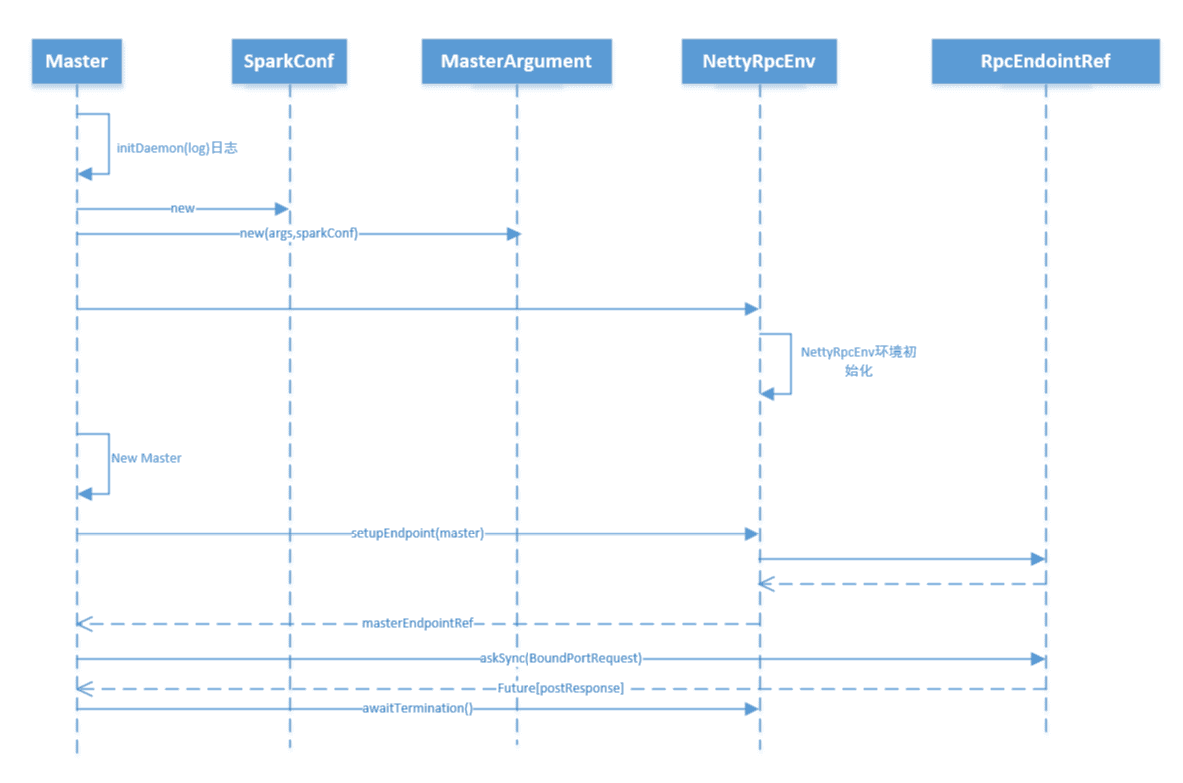 Master
SparkConf
MasterArgument
NettyRpcEnv
RpcEndointRef
initDaemon(log)日志
new
new(args,sparkConf)
NettyRpcEnv环境初
始化
New Master
setupEndpoint(master)
masterEndpointRef
askSync(BoundPortRequest)
Future[postResponse]
awaitTermination()